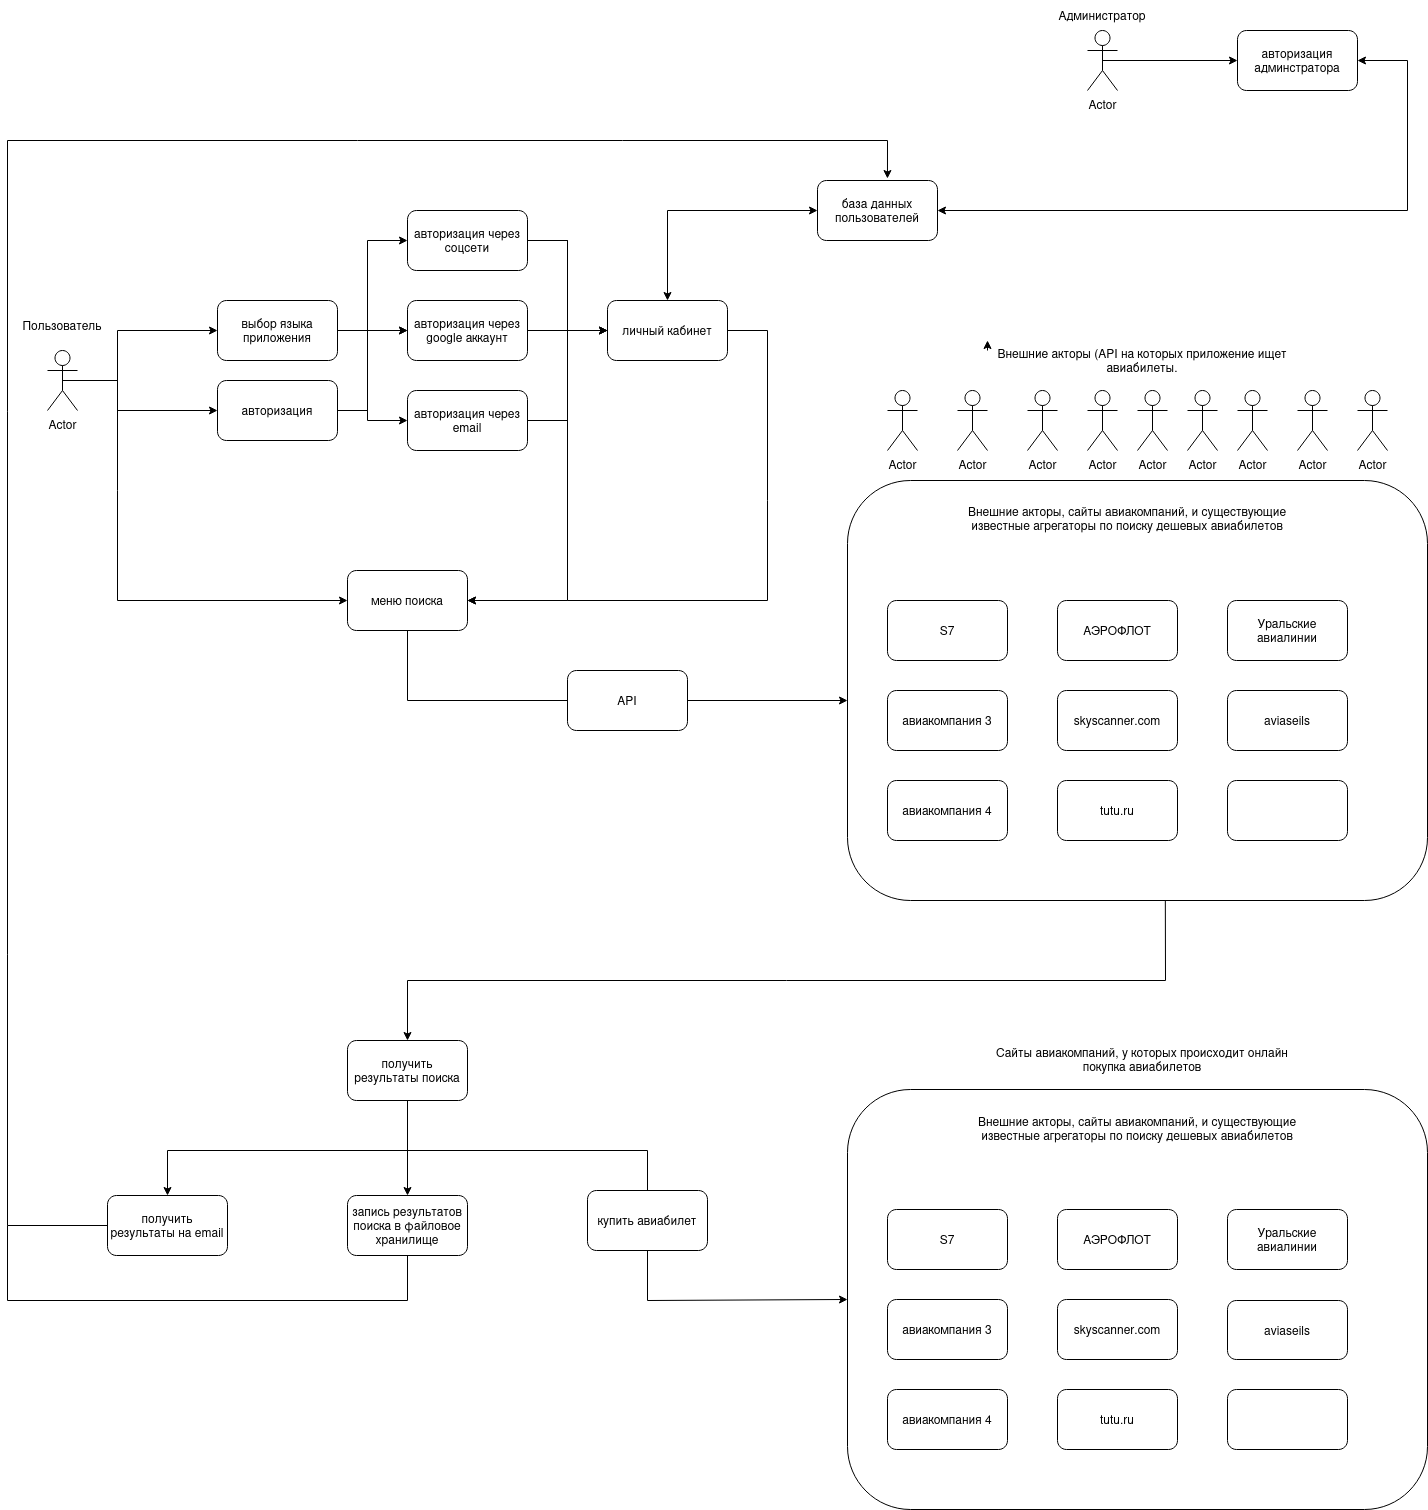 Администратор
авторизация
админстратора
Actor
база данных
пользователей
авторизация через
соцсети
Пользователь
выбор языка
приложения
авторизация через
google аккаунт
личный кабинет
Actor
авторизация
авторизация через
email
Внешние акторы (API на которых приложение ищет
авиабилеты.
Actor
Actor
Actor
Actor
Actor
Actor
Actor
Actor
Actor
Внешние акторы, сайты авиакомпаний, и существующие
известные агрегаторы по поиску дешевых авиабилетов
меню поиска
API
S7
АЭРОФЛОТ
Уральские
авиалинии
авиакомпания 3
skyscanner.com
aviaseils
авиакомпания 4
tutu.ru
получить
результаты поиска
получить
результаты на email
запись результатов
поиска в файловое
хранилище
купить авиабилет
Сайты авиакомпаний, у которых происходит онлайн
покупка авиабилетов
Внешние акторы, сайты авиакомпаний, и существующие
известные агрегаторы по поиску дешевых авиабилетов
S7
АЭРОФЛОТ
Уральские
авиалинии
авиакомпания 3
skyscanner.com
aviaseils
авиакомпания 4
tutu.ru